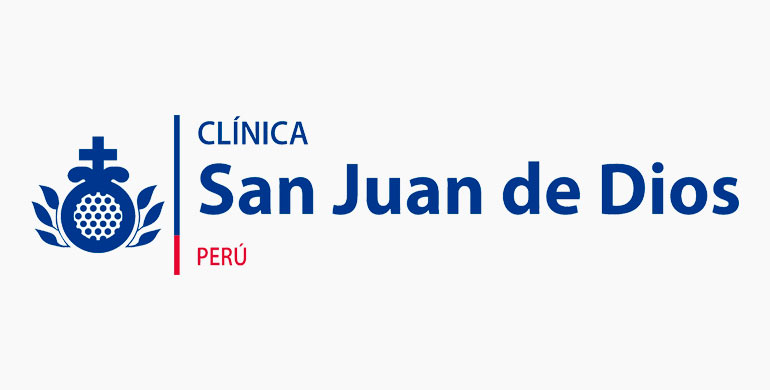 CLÍNICA
San Juan de Dios
PERÚ